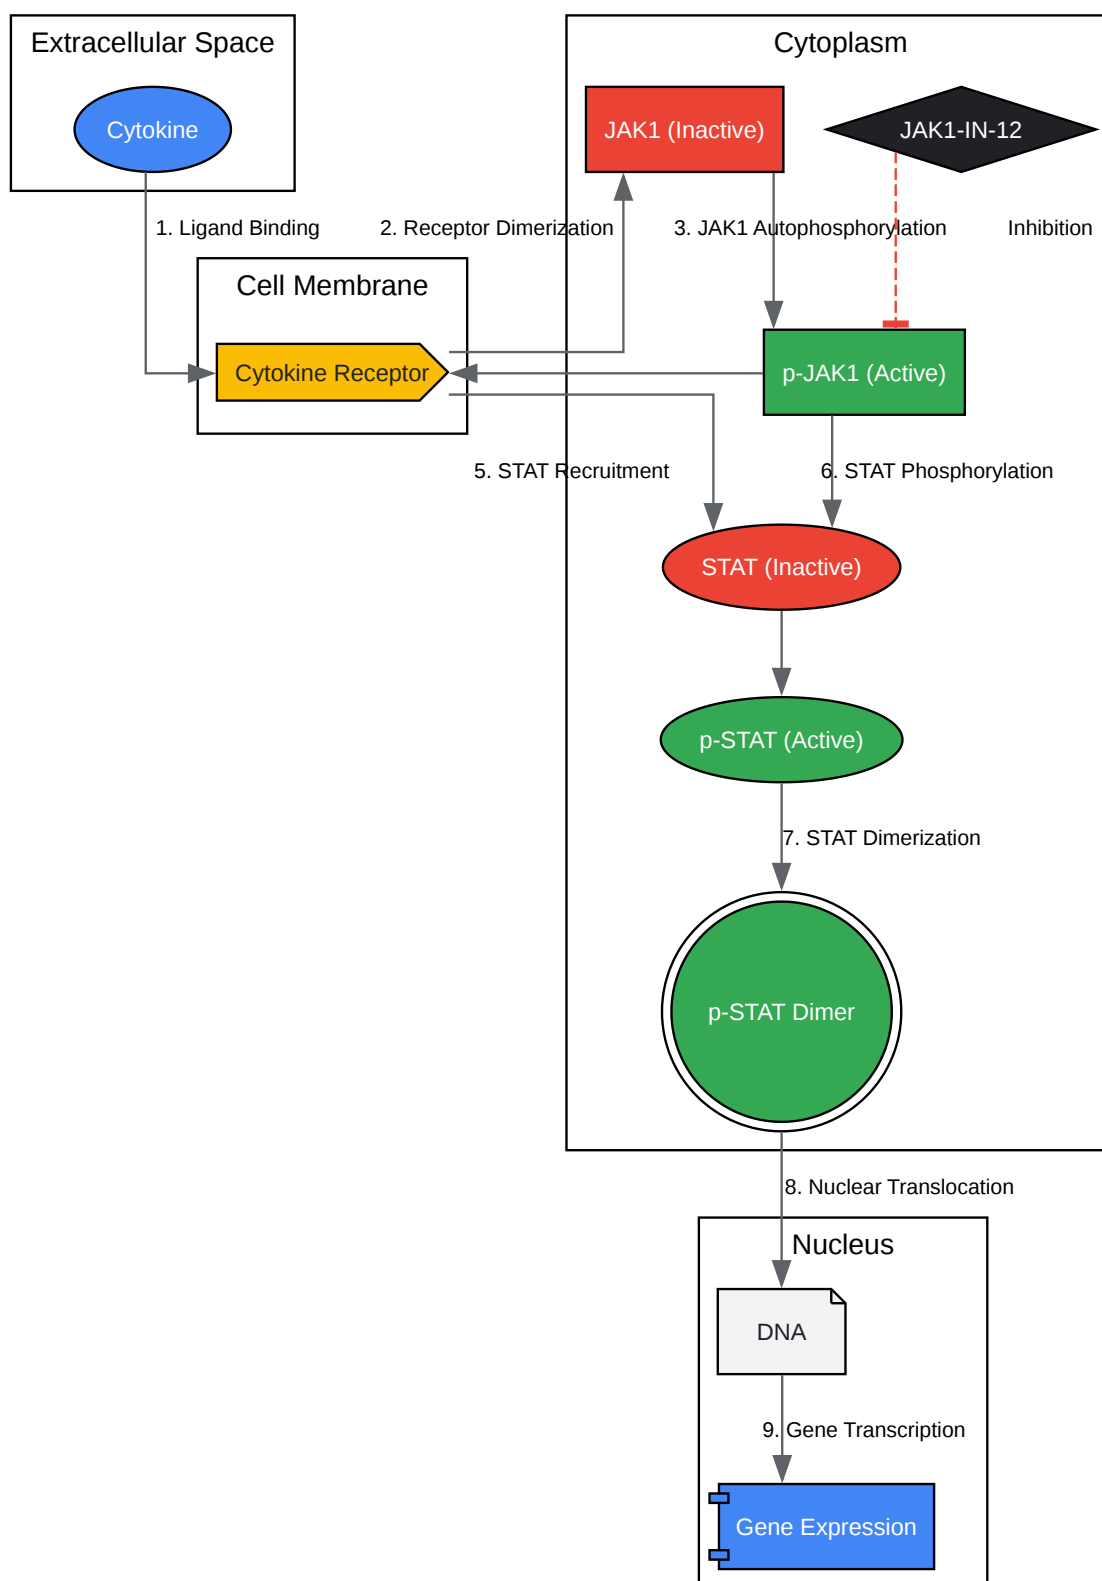 Extracellular Space
Cytoplasm
Cytokine
JAK1 (Inactive)
JAK1-IN-12
1. Ligand Binding
2. Receptor Dimerization
3. JAK1 Autophosphorylation
Inhibition
Cell Membrane
Cytokine Receptor
p-JAK1 (Active)
5. STAT Recruitment
6. STAT Phosphorylation
STAT (Inactive)
p-STAT (Active)
7. STAT Dimerization
p-STAT Dimer
8. Nuclear Translocation
Nucleus
DNA
9. Gene Transcription
Gene Expression